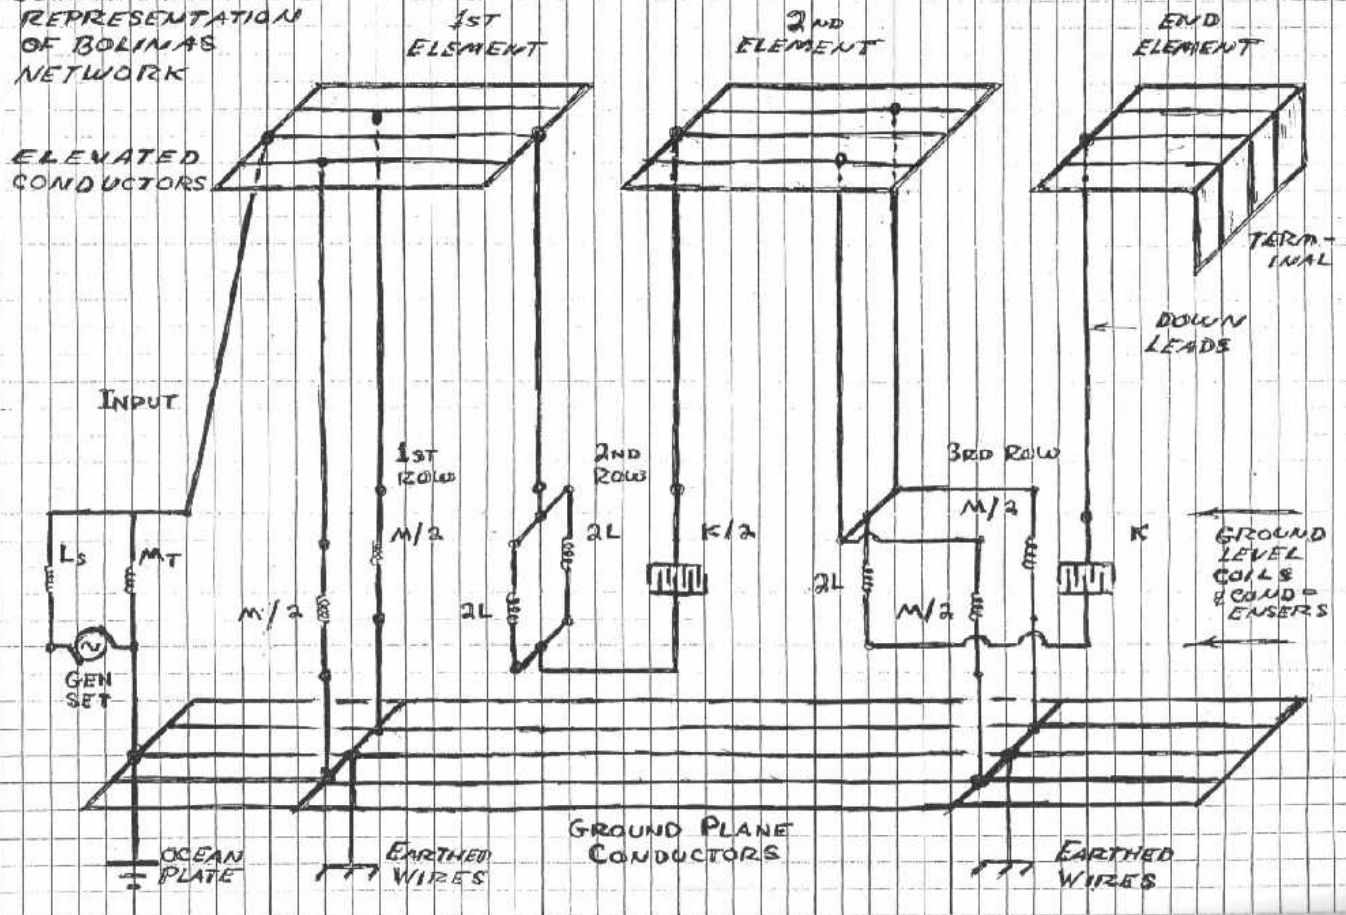 REPRESENTATION
OF BOLINAS
NETWORK
1ST
ELEMENT
2ND
ELEMENT
END
ELEMENT
ELEVATED
CONDUCTORS
TERM-
INAL
DOWN
LEADS
INPUT
1ST
ROW
2ND
ROW
3RD ROW
LS
MT
M/2
M/2
2L
2L
K/2
2L
M/2
M/2
K
GROUND
LEVEL
COILS
& COND-
ENSERS
GEN
SET
GROUND PLANE
CONDUCTORS
OCEAN
PLATE
EARTHED
WIRES
EARTHED
WIRES